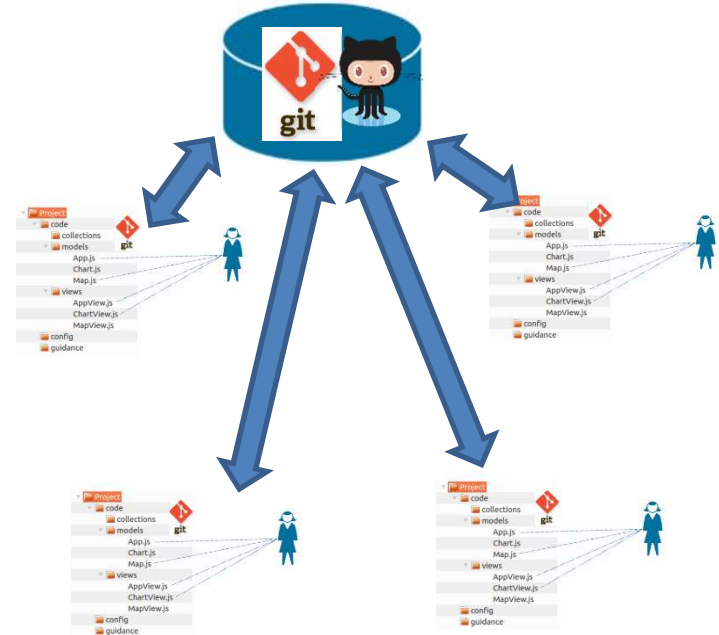 git
Project
code
collections
models
App.js
Chart.js
Map.js
views
AppView.js
ChartView.js
MapView.js
config
guidance
git
oject
code
collections
models
App.js
Chart.js
Map.js
views
AppView.js
ChartView.js
MapView.js
config
guidance
git
Project
code
collections
models
App.js
Chart.js
Map.js
views
AppView.js
ChartView.js
MapView.js
config
guidance
git
Project
code
collections
models
App.js
Chart.js
Map.js
views
AppView.js
ChartView.js
MapView.js
config
guidance
git